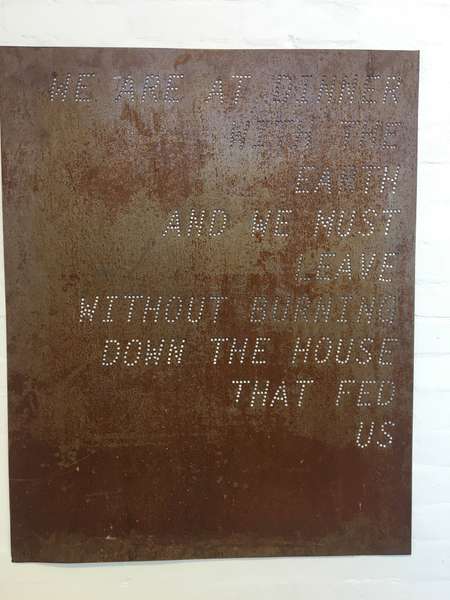 WE ARE AT DINNER
WITH THE
EARTH
AND WE MUST
LEAVE
WITHOUT BURNING
DOWN THE HOUSE
THAT FED
US